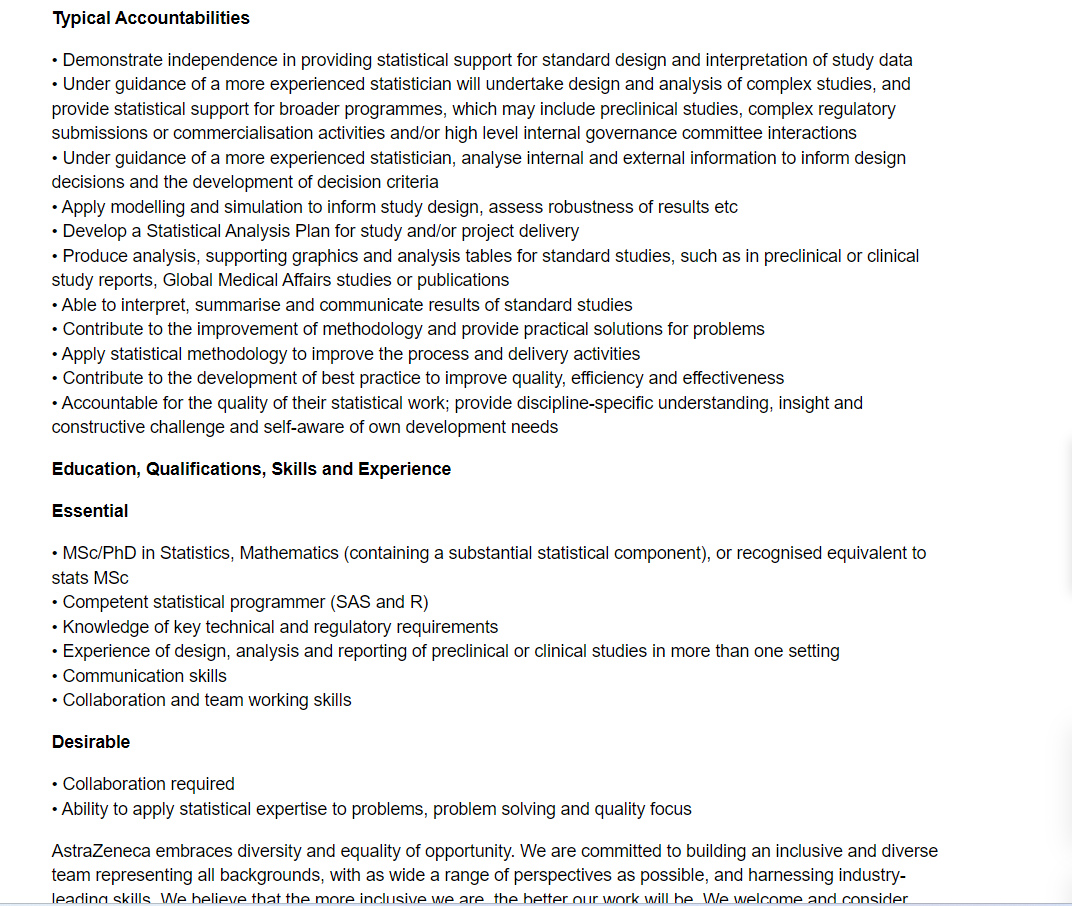 Typical Accountabilities
• Demonstrate independence in providing statistical support for standard design and interpretation of study data
• Under guidance of a more experienced statistician will undertake design and analysis of complex studies, and
provide statistical support for broader programmes, which may include preclinical studies, complex regulatory
submissions or commercialisation activities and/or high level internal governance committee interactions
• Under guidance of a more experienced statistician, analyse internal and external information to inform design
decisions and the development of decision criteria
• Apply modelling and simulation to inform study design, assess robustness of results etc
• Develop a Statistical Analysis Plan for study and/or project delivery
• Produce analysis, supporting graphics and analysis tables for standard studies, such as in preclinical or clinical
study reports, Global Medical Affairs studies or publications
• Able to interpret, summarise and communicate results of standard studies
• Contribute to the improvement of methodology and provide practical solutions for problems
• Apply statistical methodology to improve the process and delivery activities
• Contribute to the development of best practice to improve quality, efficiency and effectiveness
• Accountable for the quality of their statistical work; provide discipline-specific understanding, insight and
constructive challenge and self-aware of own development needs
Education, Qualifications, Skills and Experience
Essential
• MSc/PhD in Statistics, Mathematics (containing a substantial statistical component), or recognised equivalent to
stats MSc
• Competent statistical programmer (SAS and R)
• Knowledge of key technical and regulatory requirements
• Experience of design, analysis and reporting of preclinical or clinical studies in more than one setting
• Communication skills
• Collaboration and team working skills
Desirable
• Collaboration required
• Ability to apply statistical expertise to problems, problem solving and quality focus
AstraZeneca embraces diversity and equality of opportunity. We are committed to building an inclusive and diverse
team representing all backgrounds, with as wide a range of perspectives as possible, and harnessing industry-
leading skills. We believe that the more inclusive we are, the better our work will be. We welcome and consider